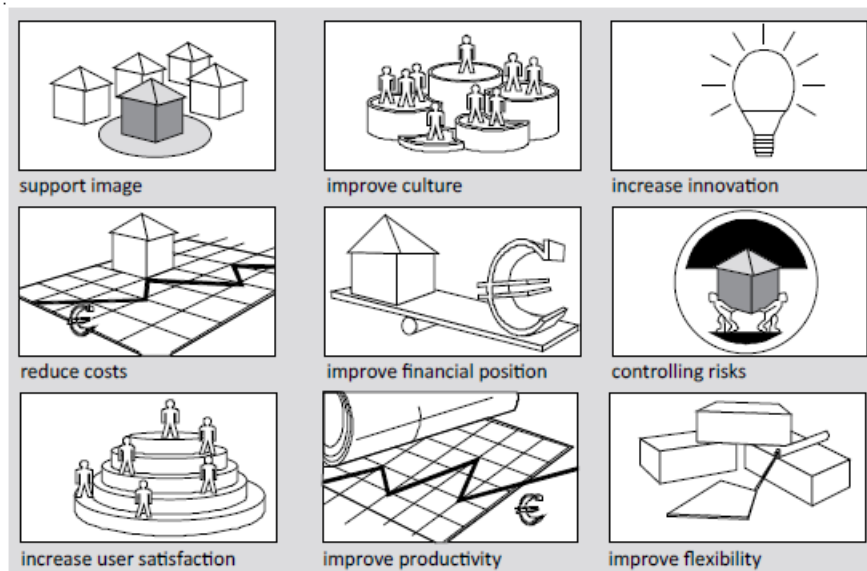 support image
improve culture
increase innovation
€
reduce costs
€
improve financial position
controlling risks
increase user satisfaction
€
improve productivity
improve flexibility